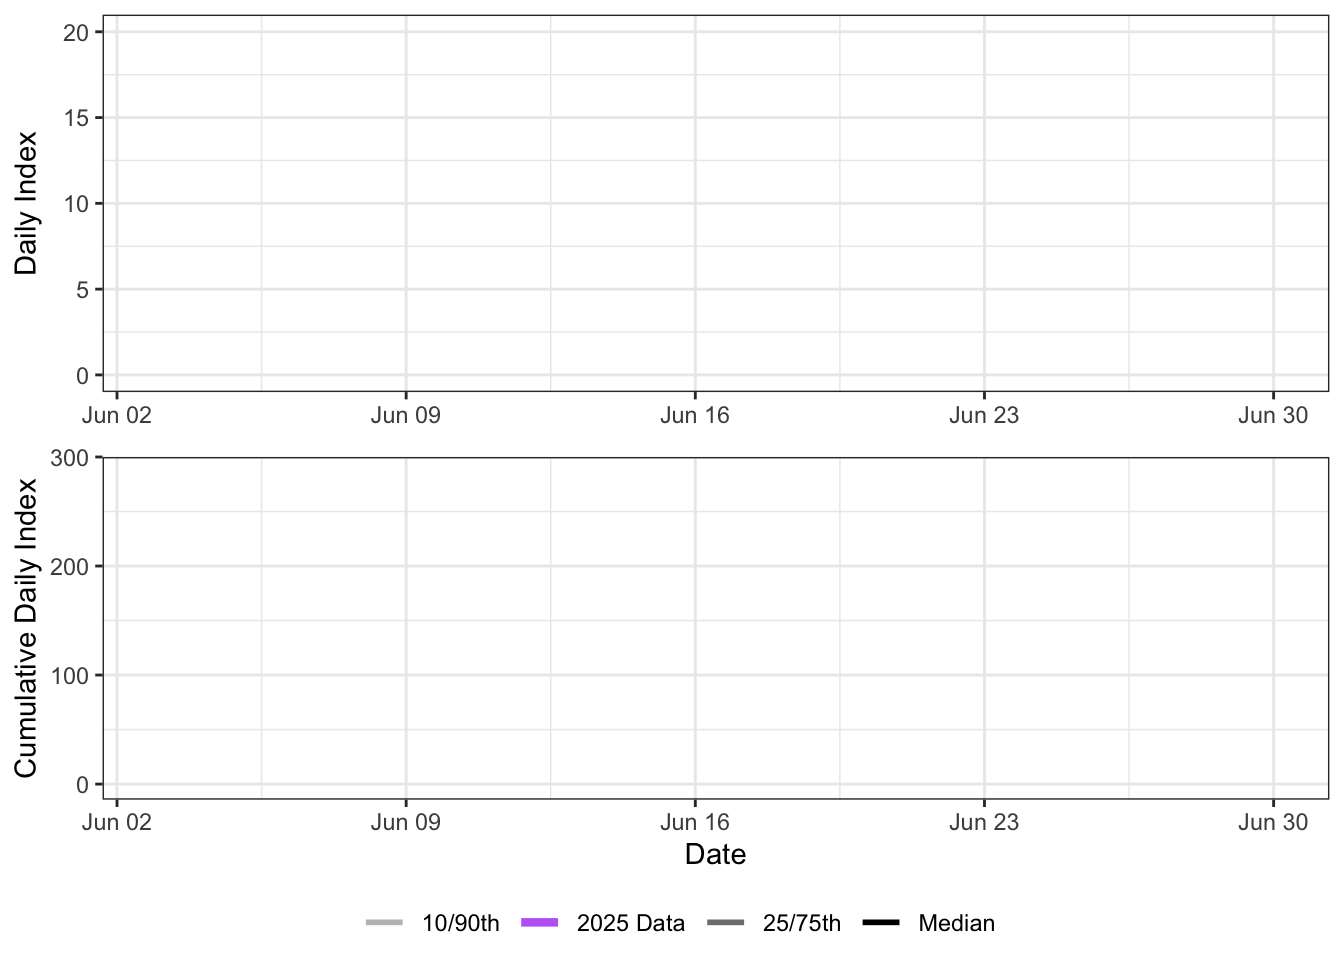 Daily Index
20
15
10
5
0
Jun 02 Jun 09 Jun 16 Jun 23 Jun 30
Cumulative Daily Index
300
200
100
0
Jun 02 Jun 09 Jun 16 Jun 23 Jun 30
Date
10/90th 2025 Data 25/75th Median